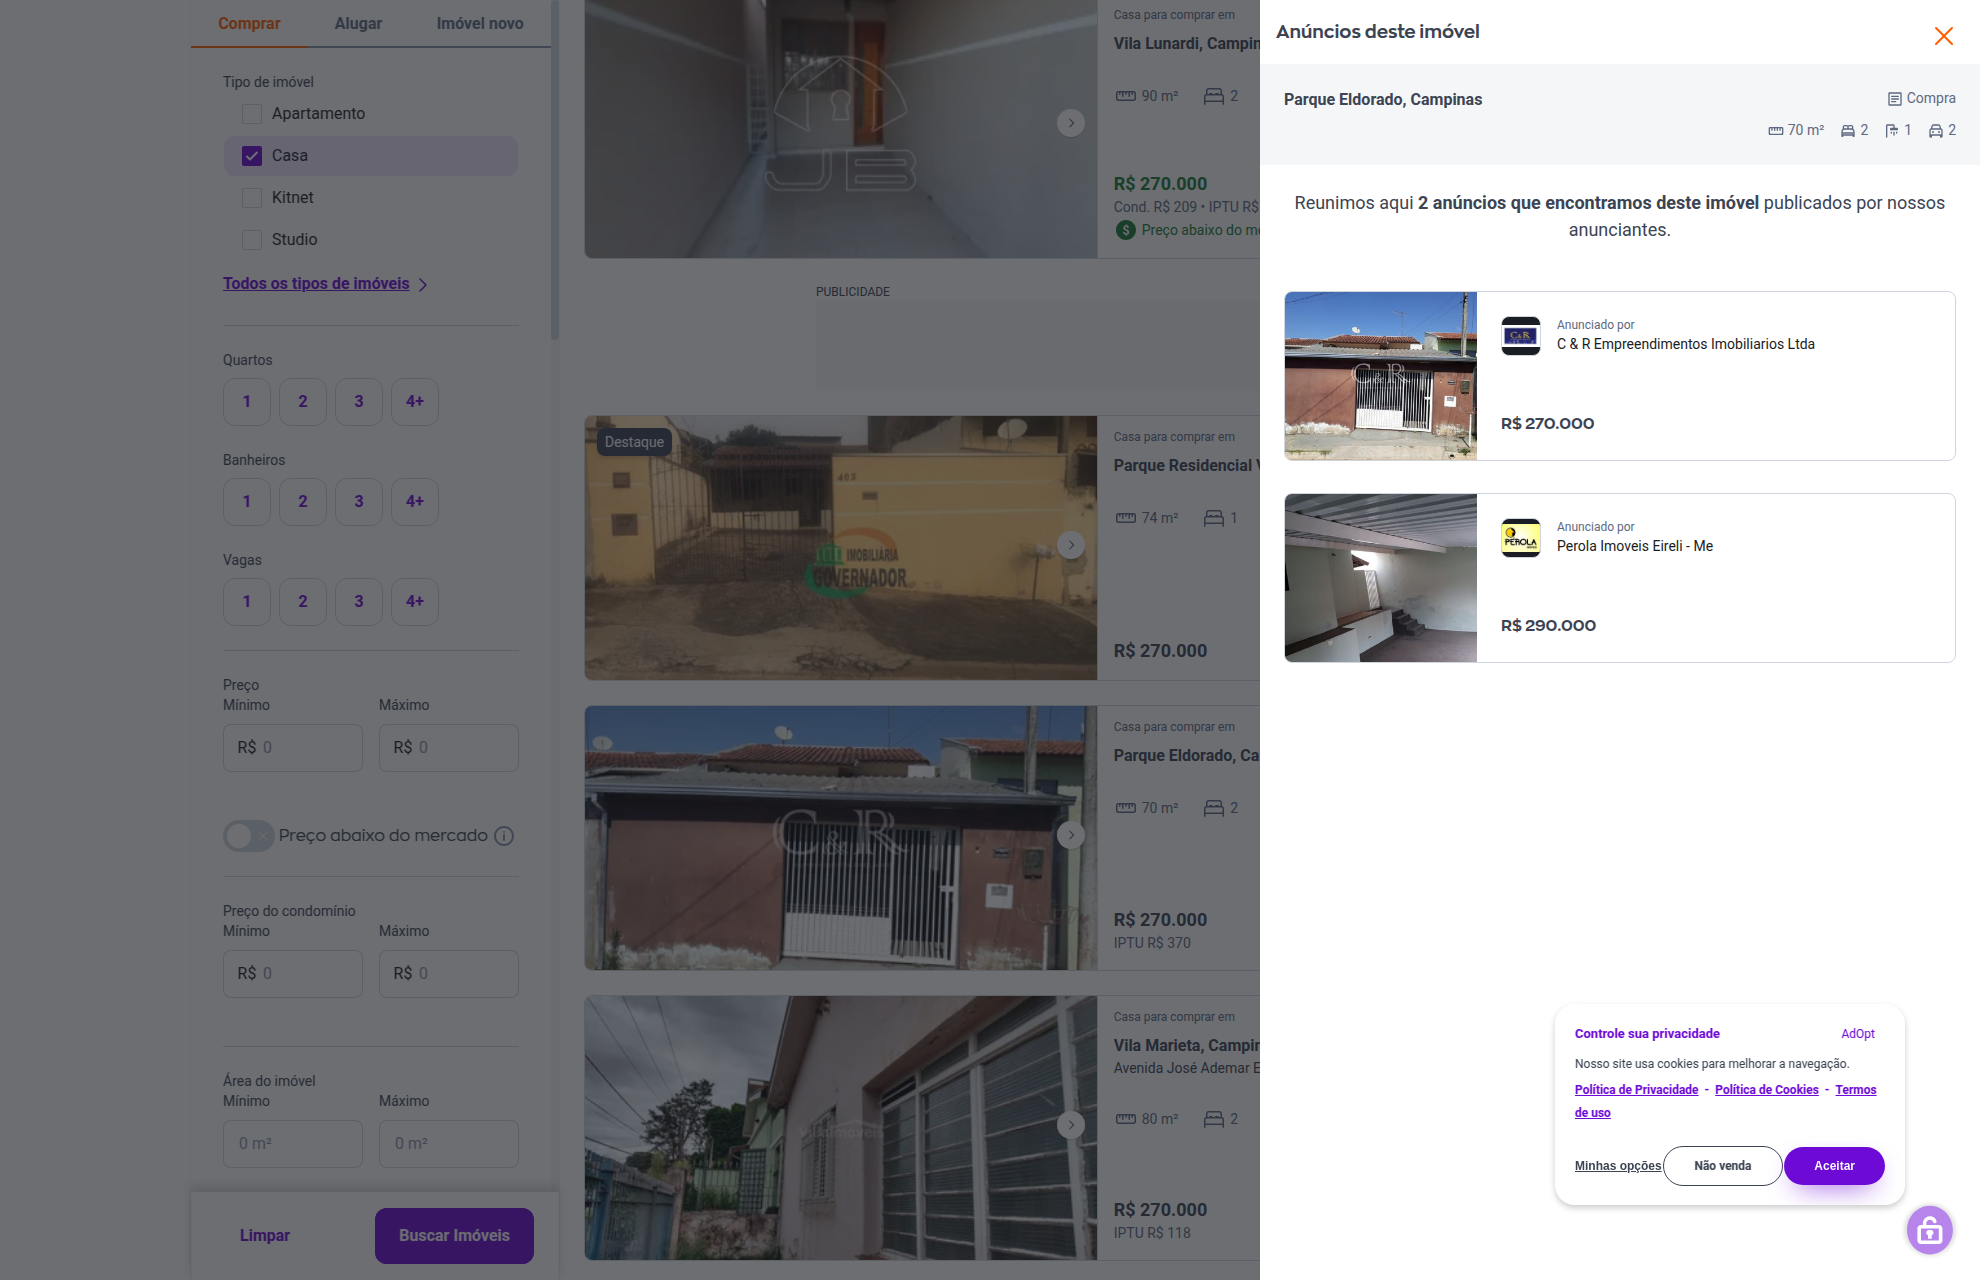 Comprar
Alugar
Imóvel novo
Tipo de imóvel
Apartamento
Casa
Kitnet
Studio
Todos os tipos de imóveis
Quartos
1 2 3 4+
Banheiros
1 2 3 4+
Vagas
1 2 3 4+
Preço
Mínimo Máximo
R$ 0 R$ 0
Preço abaixo do mercado
Preço do condomínio
Mínimo Máximo
R$ 0 R$ 0
Área do imóvel
Mínimo Máximo
0 m² 0 m²
Limpar
Buscar Imóveis
JB
Casa para comprar em
Vila Lunardi, Campin
90 m² 2
R$ 270.000
Cond. R$ 209 • IPTU R$
Preço abaixo do me
PUBLICIDADE
Destaque
403
IMOBILIÁRIA
GOVERNADOR
Casa para comprar em
Parque Residencial V
74 m² 1
R$ 270.000
C&R
Casa para comprar em
Parque Eldorado, Ca
70 m² 2
R$ 270.000
IPTU R$ 370
Casa para comprar em
Vila Marieta, Campin
Avenida José Ademar E
80 m² 2
R$ 270.000
IPTU R$ 118
Anúncios deste imóvel
Parque Eldorado, Campinas
Compra
70 m² 2 1 2
Reunimos aqui 2 anúncios que encontramos deste imóvel publicados por nossos
anunciantes.
C&R
C&R
Anunciado por
C & R Empreendimentos Imobiliarios Ltda
R$ 270.000
PEROLA
Anunciado por
Perola Imoveis Eireli - Me
R$ 290.000
Controle sua privacidade
AdOpt
Nosso site usa cookies para melhorar a navegação.
Política de Privacidade - Política de Cookies - Termos
de uso
Minhas opções
Não venda
Aceitar